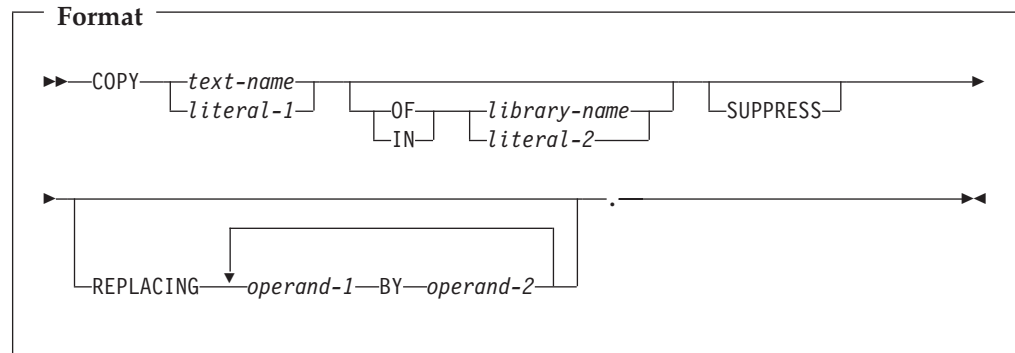 Format
COPY text-name OF library-name SUPPRESS
literal-1 IN literal-2
.
REPLACING operand-1 BY operand-2